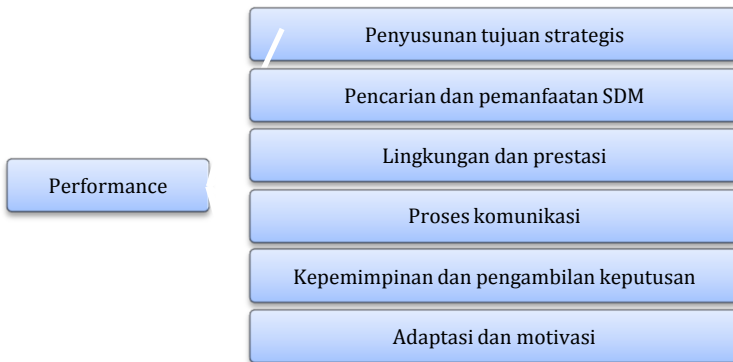 Performance
Penyusunan tujuan strategis
Pencarian dan pemanfaatan SDM
Lingkungan dan prestasi
Proses komunikasi
Kepemimpinan dan pengambilan keputusan
Adaptasi dan motivasi